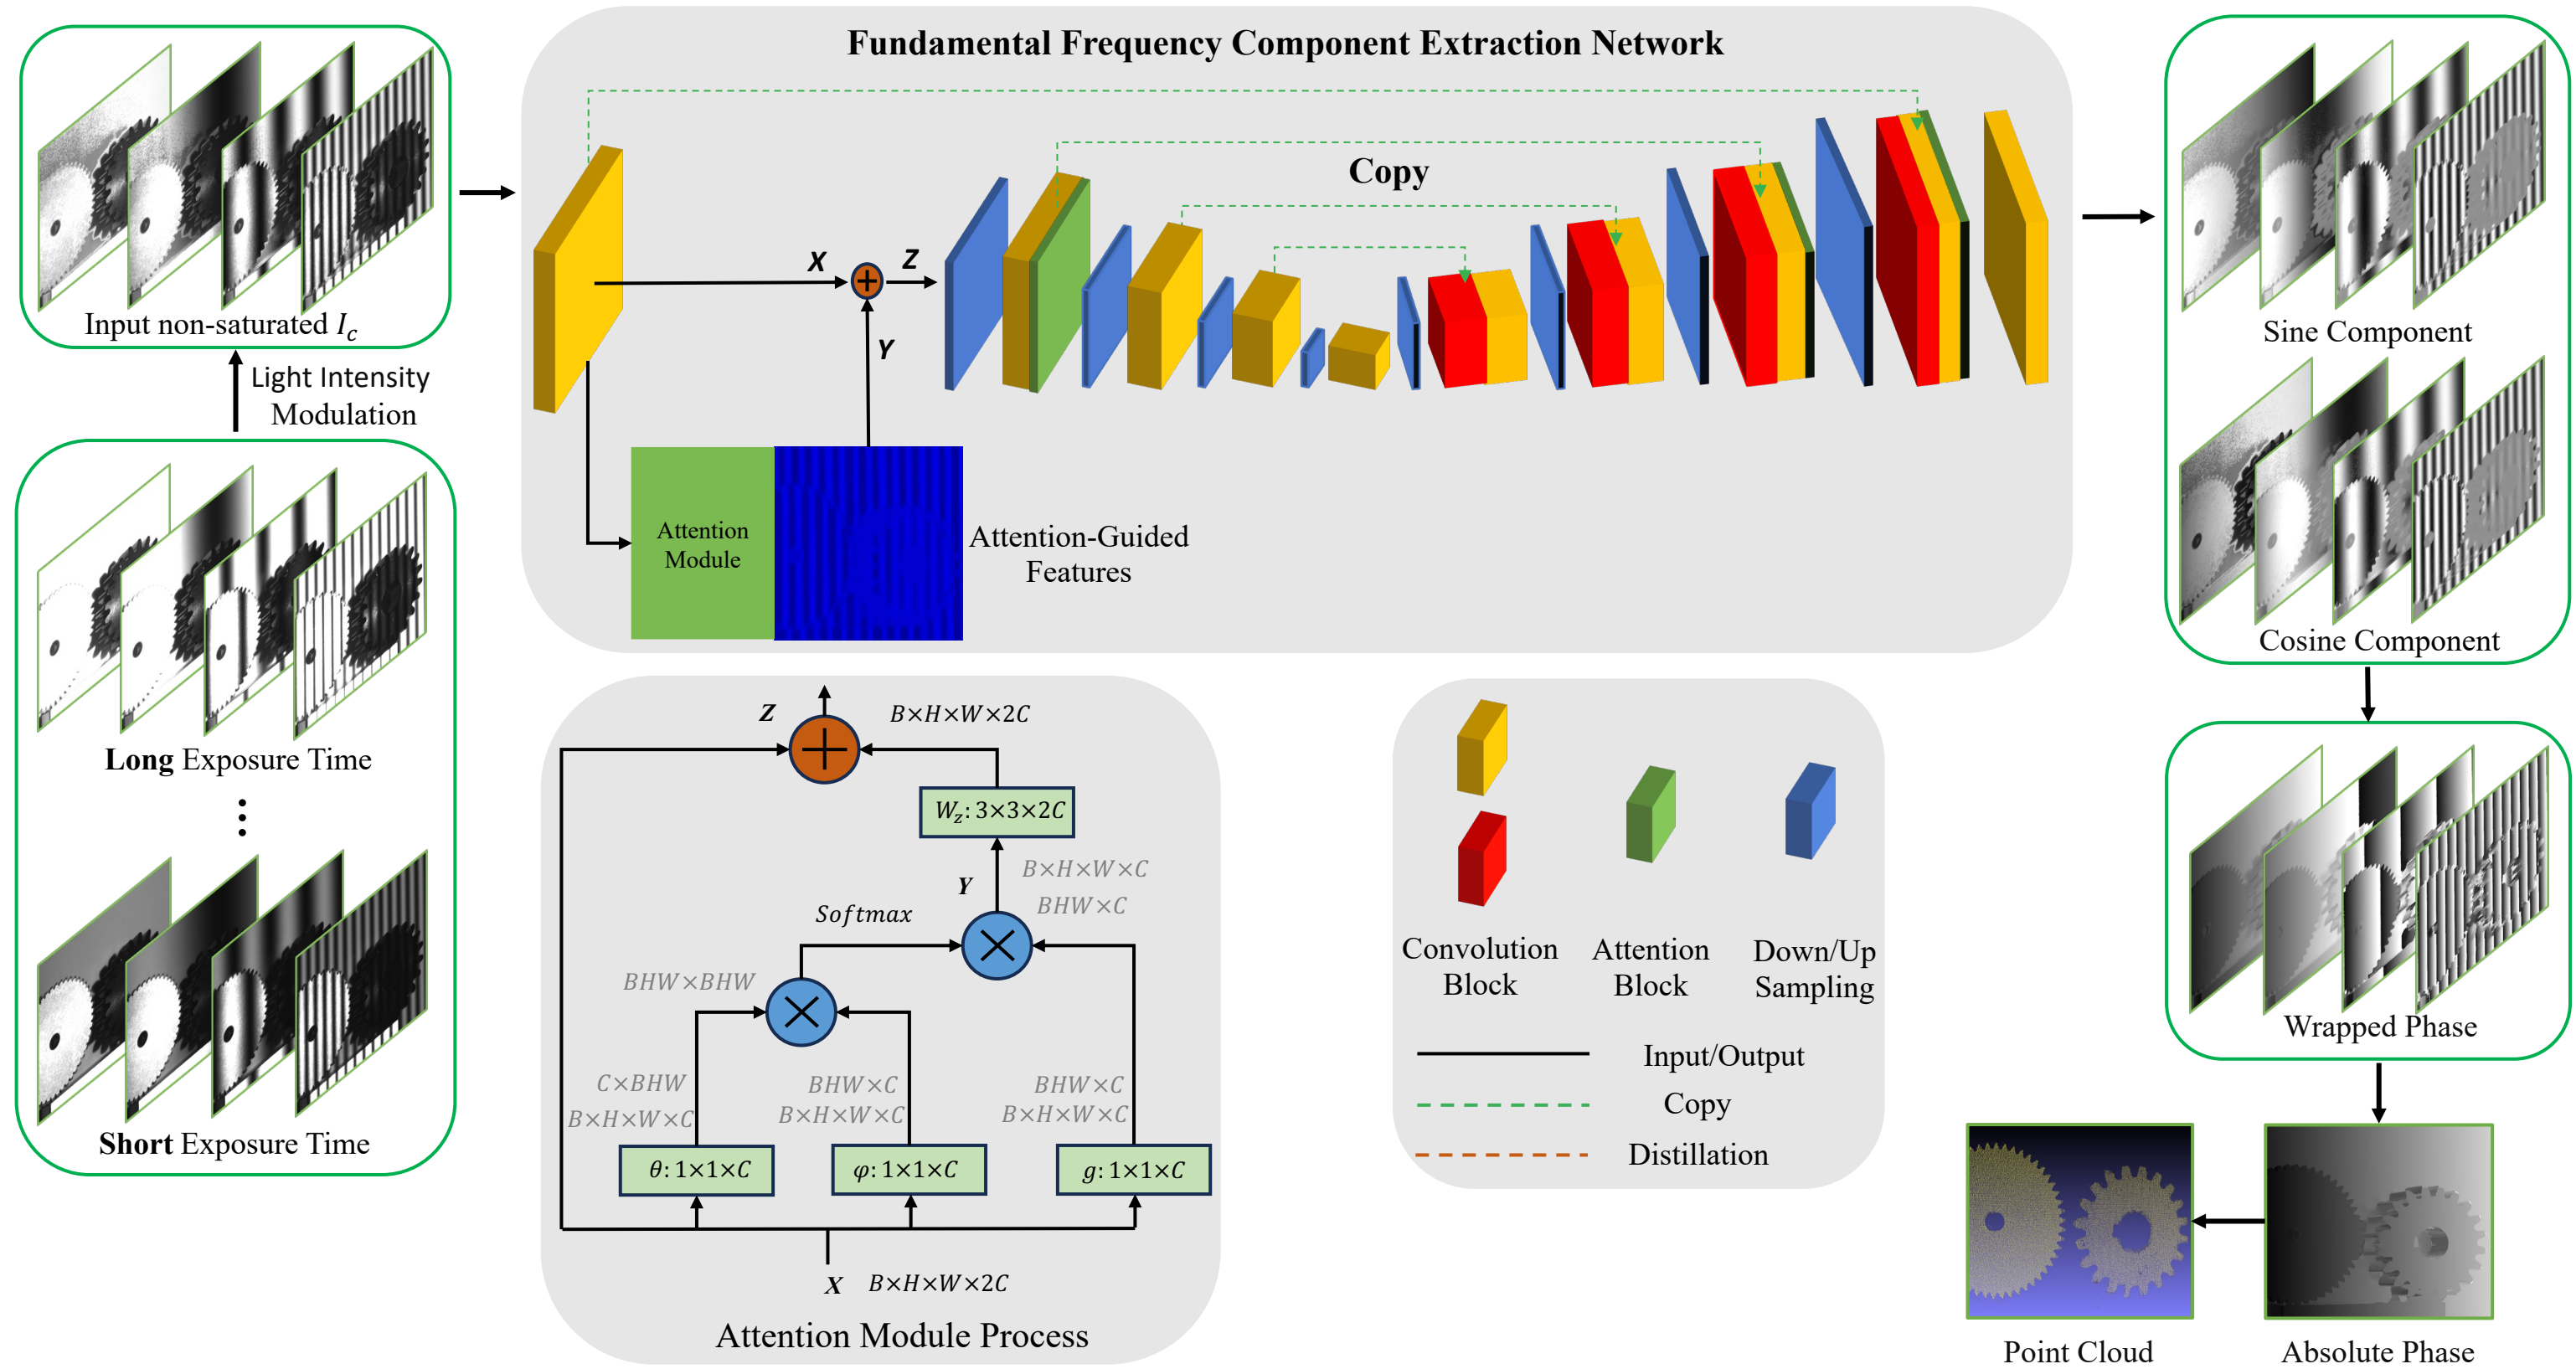 Fundamental Frequency Component Extraction Network
Input non-saturated I_c
Light Intensity
Modulation
Long Exposure Time
⋮
Short Exposure Time
Copy
X
Z
Y
Attention
Module
Attention-Guided
Features
Sine Component
Cosine Component
Wrapped Phase
Absolute Phase
Point Cloud
Z
B×H×W×2C
W_z: 3×3×2C
B×H×W×C
Y
BHW×C
Softmax
BHW×BHW
C×BHW
B×H×W×C
BHW×C
B×H×W×C
BHW×C
B×H×W×C
θ: 1×1×C
φ: 1×1×C
g: 1×1×C
X
B×H×W×2C
Attention Module Process
Convolution
Block
Attention
Block
Down/Up
Sampling
Input/Output
Copy
Distillation